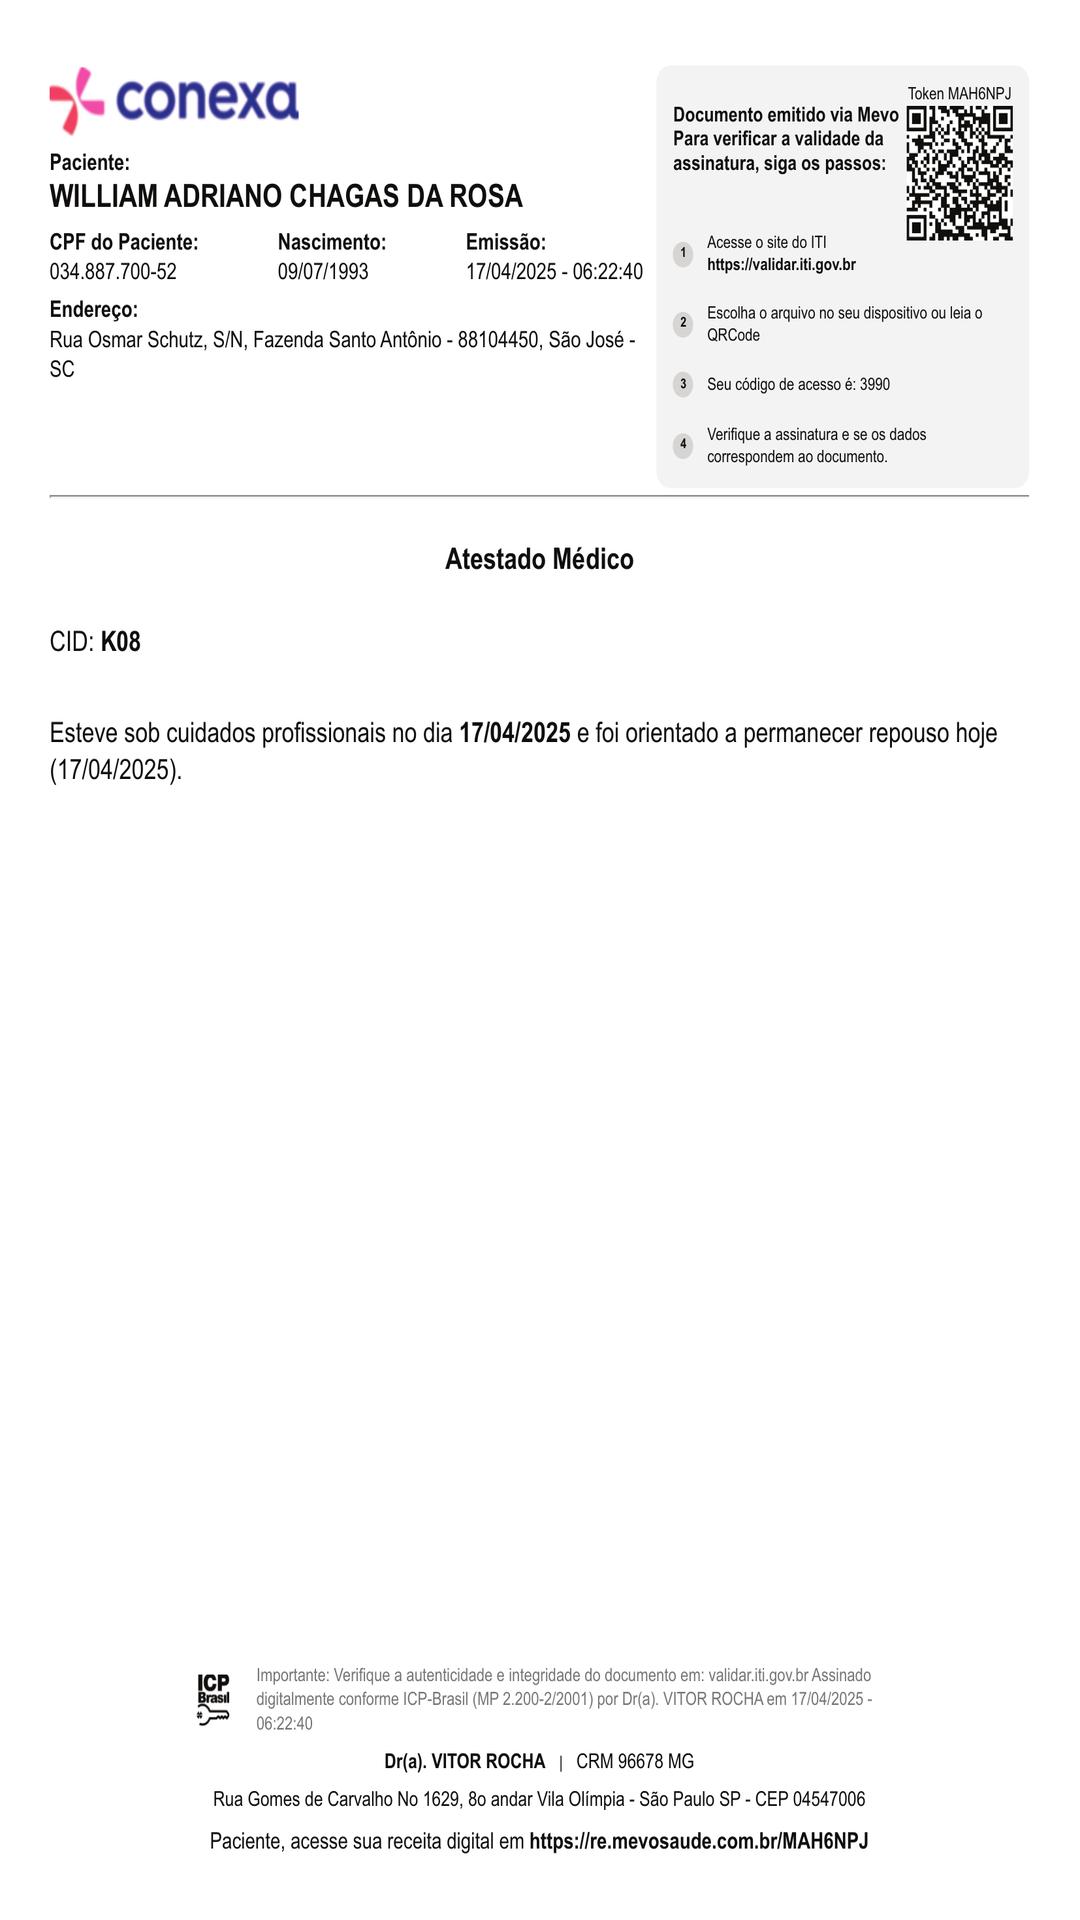 conexa
Paciente:
WILLIAM ADRIANO CHAGAS DA ROSA
CPF do Paciente: Nascimento: Emissão:
034.887.700-52 09/07/1993 17/04/2025 - 06:22:40
Endereço:
Rua Osmar Schutz, S/N, Fazenda Santo Antônio - 88104450, São José -
SC
Token MAH6NPJ
Documento emitido via Mevo
Para verificar a validade da
assinatura, siga os passos:
1 Acesse o site do ITI
https://validar.iti.gov.br
2 Escolha o arquivo no seu dispositivo ou leia o
QRCode
3 Seu código de acesso é: 3990
4 Verifique a assinatura e se os dados
correspondem ao documento.
Atestado Médico
CID: K08
Esteve sob cuidados profissionais no dia 17/04/2025 e foi orientado a permanecer repouso hoje
(17/04/2025).
ICP
Brasil
Importante: Verifique a autenticidade e integridade do documento em: validar.iti.gov.br Assinado
digitalmente conforme ICP-Brasil (MP 2.200-2/2001) por Dr(a). VITOR ROCHA em 17/04/2025 -
06:22:40
Dr(a). VITOR ROCHA | CRM 96678 MG
Rua Gomes de Carvalho No 1629, 8o andar Vila Olímpia - São Paulo SP - CEP 04547006
Paciente, acesse sua receita digital em https://re.mevosaude.com.br/MAH6NPJ